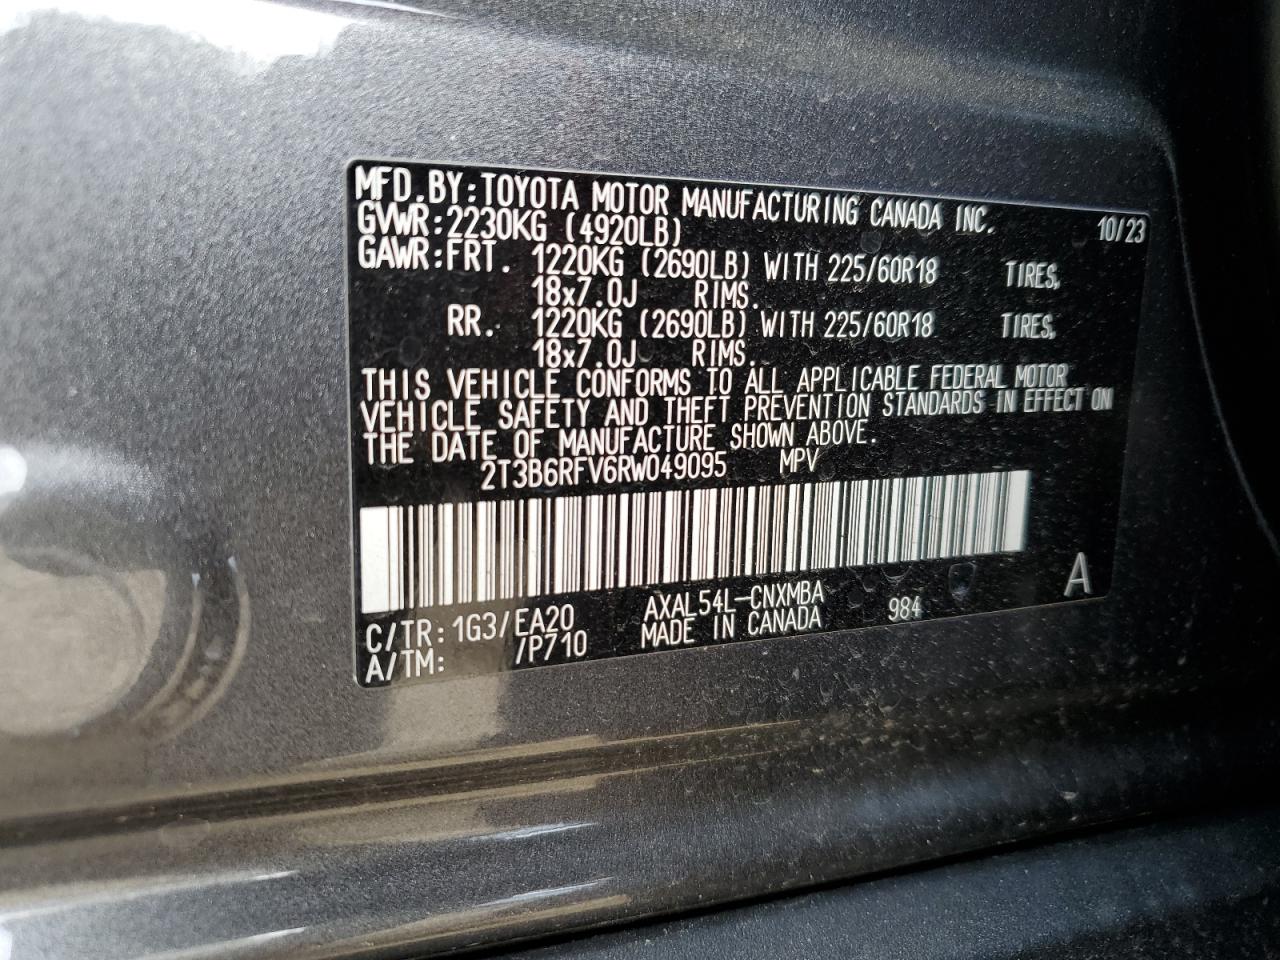 MFD.BY:TOYOTA MOTOR MANUFACTURING CANADA INC. 10/23
GVWR:2230KG (4920LB)
GAWR:FRT. 1220KG (2690LB) WITH 225/60R18 TIRES,
18x7.0J RIMS.
RR. 1220KG (2690LB) WITH 225/60R18 TIRES,
18x7.0J RIMS.
THIS VEHICLE CONFORMS TO ALL APPLICABLE FEDERAL MOTOR
VEHICLE SAFETY AND THEFT PREVENTION STANDARDS IN EFFECT ON
THE DATE OF MANUFACTURE SHOWN ABOVE.
2T3B6RFV6RW049095 MPV
A
C/TR:1G3/EA20 AXAL54L-CNXMBA 984
A/TM: /P710 MADE IN CANADA